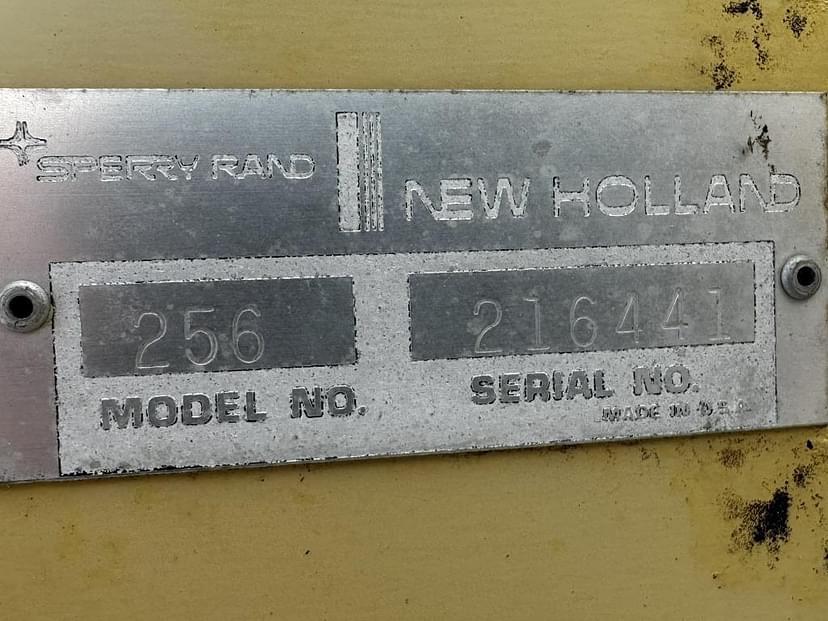 SPERRY RAND
NEW HOLLAND
256
216441
MODEL NO.
SERIAL NO.
MADE IN U.S.A.